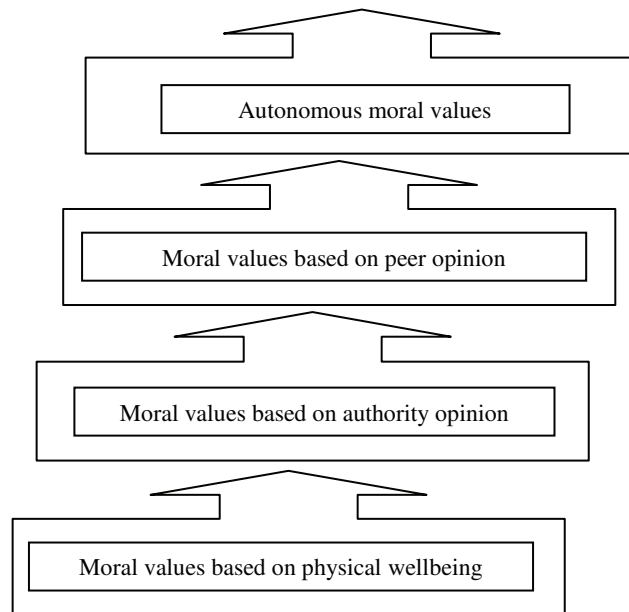 Autonomous moral values
Moral values based on peer opinion
Moral values based on authority opinion
Moral values based on physical wellbeing